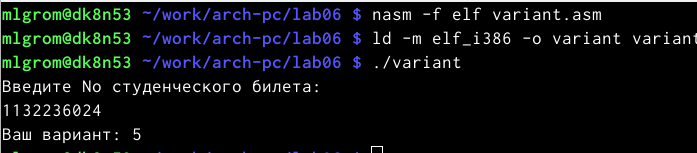 mlgrom@dk8n53 ~/work/arch-pc/lab06 $ nasm -f elf variant.asm
mlgrom@dk8n53 ~/work/arch-pc/lab06 $ ld -m elf_i386 -o variant variant
mlgrom@dk8n53 ~/work/arch-pc/lab06 $ ./variant
Введите No студенческого билета:
1132236024
Ваш вариант: 5